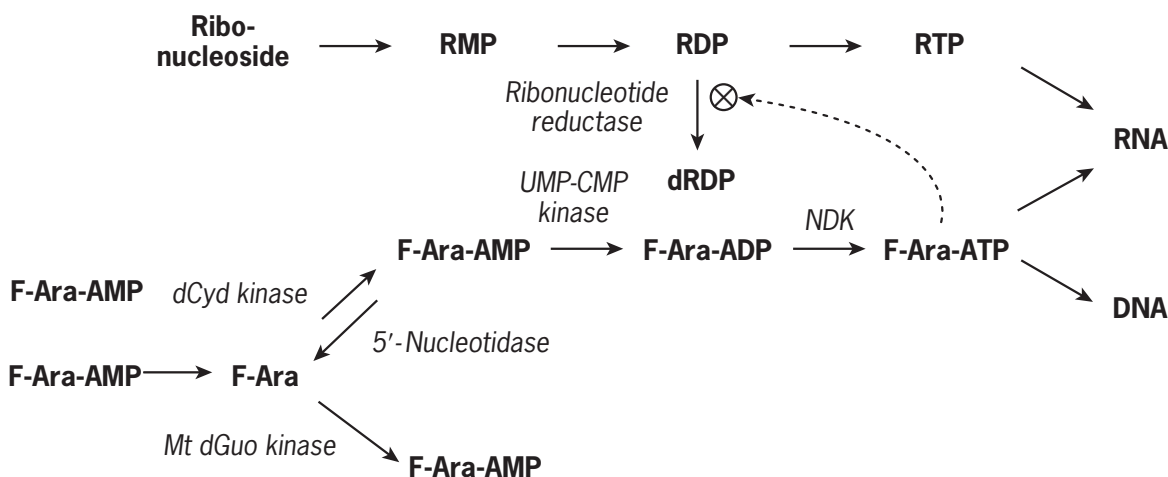 Ribo-
nucleoside
RMP
RDP
RTP
Ribonucleotide
reductase
RNA
UMP-CMP
kinase
dRDP
NDK
F-Ara-AMP
F-Ara-ADP
F-Ara-ATP
F-Ara-AMP
dCyd kinase
DNA
5′-Nucleotidase
F-Ara-AMP
F-Ara
Mt dGuo kinase
F-Ara-AMP